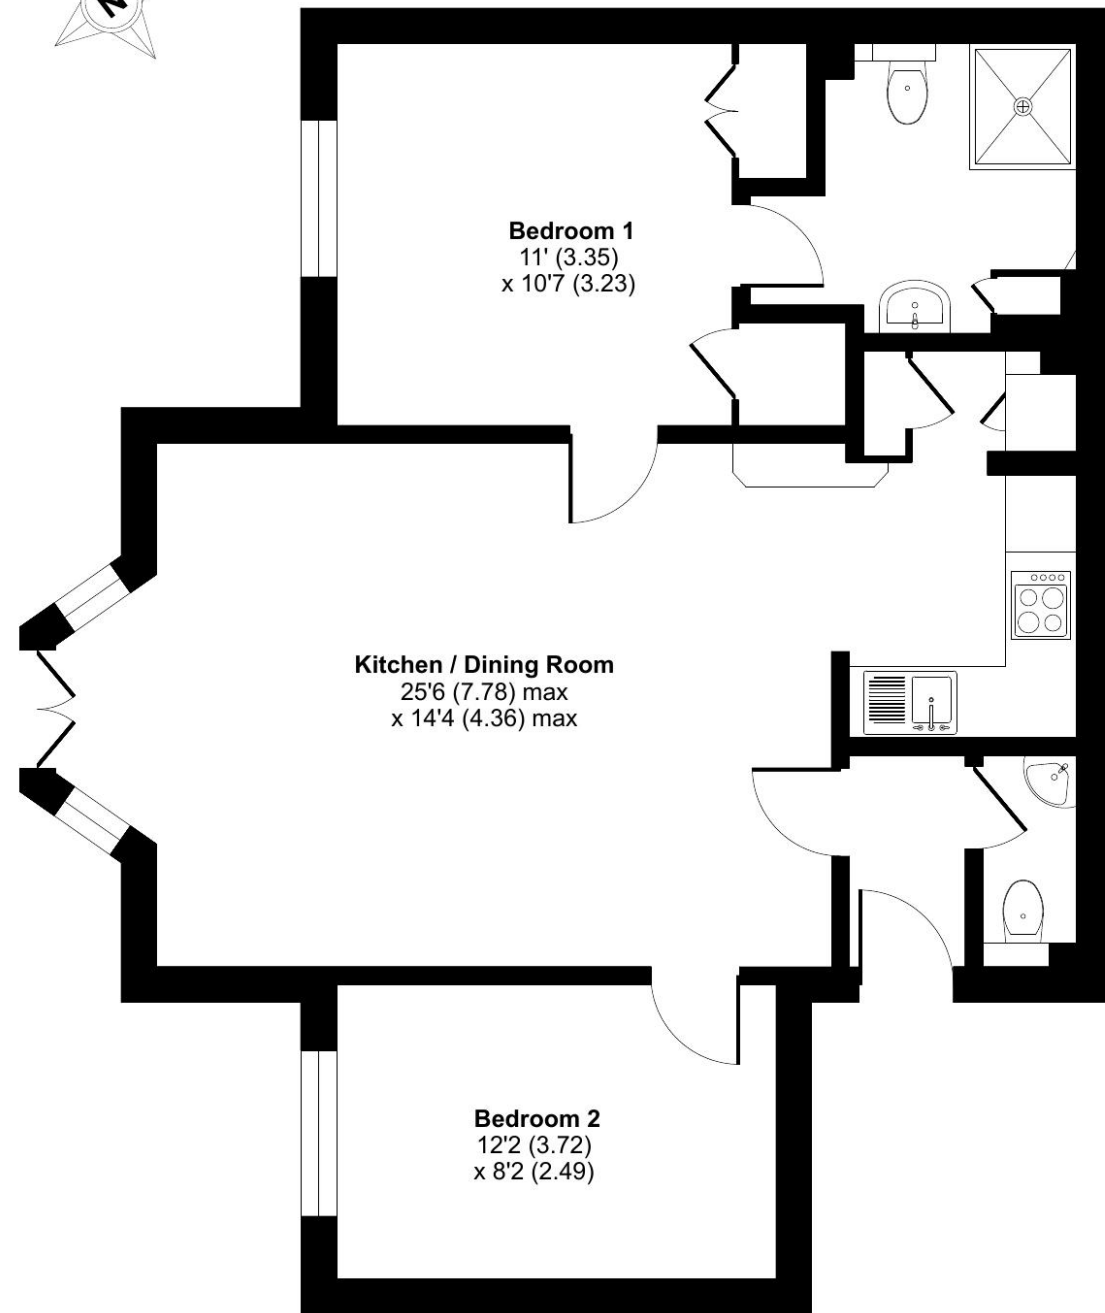 N
Bedroom 1
11' (3.35)
x 10'7 (3.23)
Kitchen / Dining Room
25'6 (7.78) max
x 14'4 (4.36) max
Bedroom 2
12'2 (3.72)
x 8'2 (2.49)